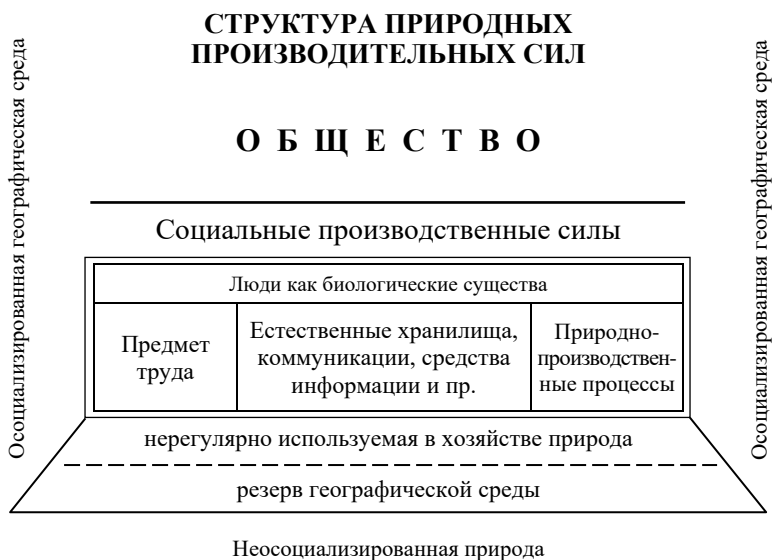 СТРУКТУРА ПРИРОДНЫХ
ПРОИЗВОДИТЕЛЬНЫХ СИЛ
Осоциализированная географическая среда
О Б Щ Е С Т В О
Осоциализированная географическая среда
Социальные производственные силы
Люди как биологические существа
Предмет
труда
Естественные хранилища,
коммуникации, средства
информации и пр.
Природно-
производствен-
ные процессы
нерегулярно используемая в хозяйстве природа
резерв географической среды
Неосоциализированная природа